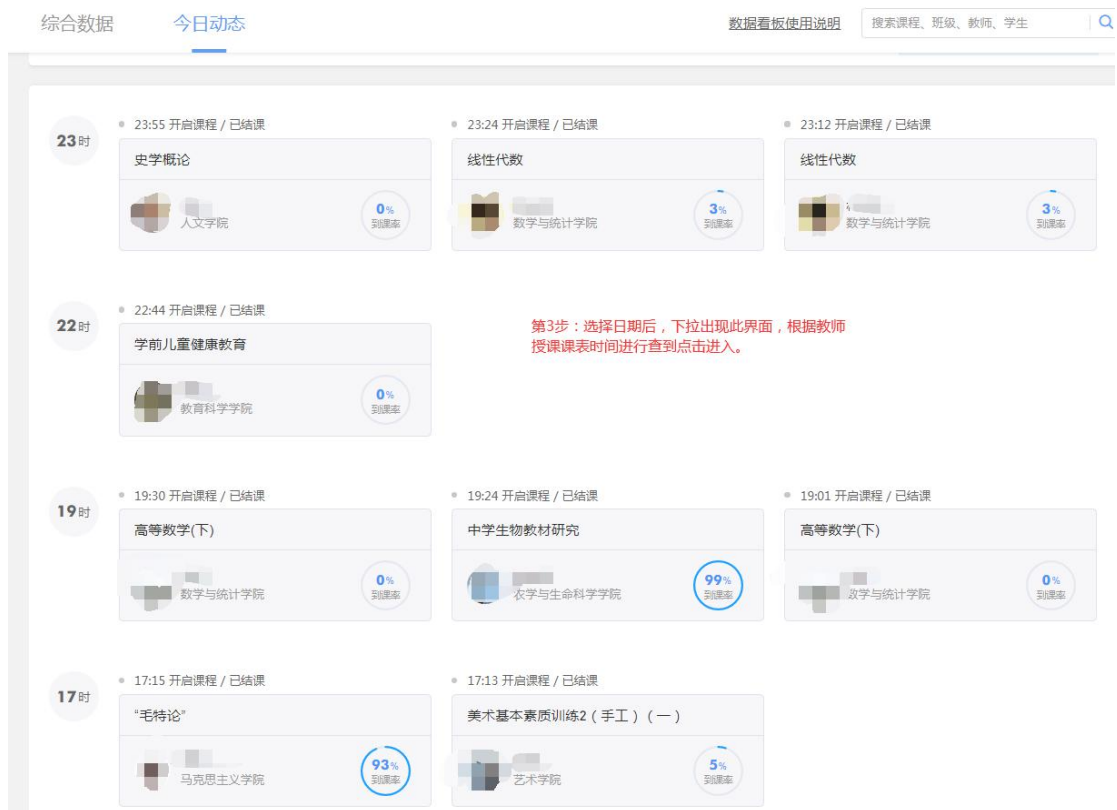 综合数据
今日动态
数据看板使用说明
搜索课程、班级、教师、学生
23时
23:55 开启课程 / 已结课
史学概论
人文学院
0%
到课率
23:24 开启课程 / 已结课
线性代数
数学与统计学院
3%
到课率
23:12 开启课程 / 已结课
线性代数
数学与统计学院
3%
到课率
22时
22:44 开启课程 / 已结课
学前儿童健康教育
教育科学学院
0%
到课率
第3步：选择日期后，下拉出现此界面，根据教师
授课课表时间进行查到点击进入。
19时
19:30 开启课程 / 已结课
高等数学(下)
数学与统计学院
0%
到课率
19:24 开启课程 / 已结课
中学生物教材研究
农学与生命科学学院
99%
到课率
19:01 开启课程 / 已结课
高等数学(下)
数学与统计学院
0%
到课率
17时
17:15 开启课程 / 已结课
“毛特论”
马克思主义学院
93%
到课率
17:13 开启课程 / 已结课
美术基本素质训练2（手工）（一）
艺术学院
5%
到课率